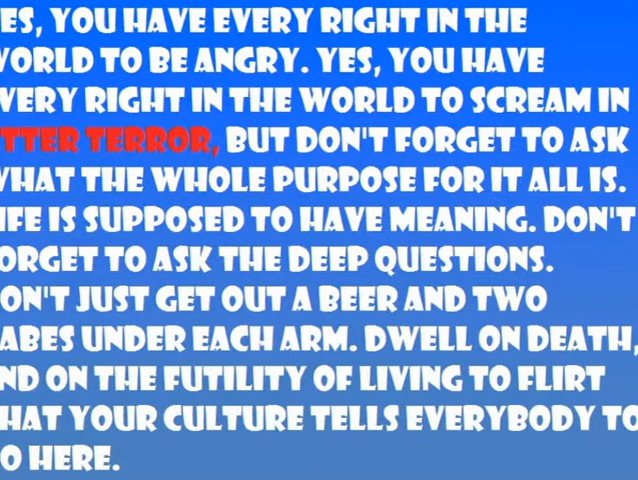 ES, YOU HAVE EVERY RIGHT IN THE
WORLD TO BE ANGRY. YES, YOU HAVE
VERY RIGHT IN THE WORLD TO SCREAM IN
TTER TERROR, BUT DON'T FORGET TO ASK
WHAT THE WHOLE PURPOSE FOR IT ALL IS.
IFE IS SUPPOSED TO HAVE MEANING. DON'T
ORGET TO ASK THE DEEP QUESTIONS.
ON'T JUST GET OUT A BEER AND TWO
ABES UNDER EACH ARM. DWELL ON DEATH,
ND ON THE FUTILITY OF LIVING TO FLIRT
HAT YOUR CULTURE TELLS EVERYBODY TO
O HERE.